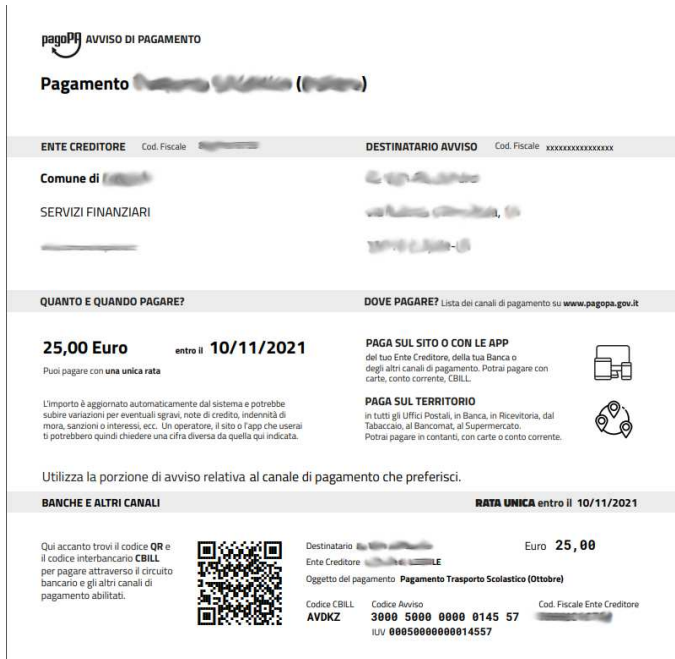 pagoPA AVVISO DI PAGAMENTO
Pagamento ( )
ENTE CREDITORE Cod. Fiscale
DESTINATARIO AVVISO Cod. Fiscale xxxxxxxxxxxxxxxx
Comune di
SERVIZI FINANZIARI
QUANTO E QUANDO PAGARE?
25,00 Euro entro il 10/11/2021
Puoi pagare con una unica rata
L'importo è aggiornato automaticamente dal sistema e potrebbe
subire variazioni per eventuali sgravi, note di credito, indennità di
mora, sanzioni o interessi, ecc. Un operatore, il sito o l'app che userai
ti potrebbero quindi chiedere una cifra diversa da quella qui indicata.
DOVE PAGARE? Lista dei canali di pagamento su www.pagopa.gov.it
PAGA SUL SITO O CON LE APP
del tuo Ente Creditore, della tua Banca o
degli altri canali di pagamento. Potrai pagare con
carte, conto corrente, CBILL.
PAGA SUL TERRITORIO
in tutti gli Uffici Postali, in Banca, in Ricevitoria, dal
Tabaccaio, al Bancomat, al Supermercato.
Potrai pagare in contanti, con carte o conto corrente.
Utilizza la porzione di avviso relativa al canale di pagamento che preferisci.
BANCHE E ALTRI CANALI
RATA UNICA entro il 10/11/2021
Qui accanto trovi il codice QR e
il codice interbancario CBILL
per pagare attraverso il circuito
bancario e gli altri canali di
pagamento abilitati.
Destinatario
Euro 25,00
Ente Creditore
Oggetto del pagamento Pagamento Trasporto Scolastico (Ottobre)
Codice CBILL Codice Avviso Cod. Fiscale Ente Creditore
AVDKZ 3000 5000 0000 0145 57
IUV 00050000000014557